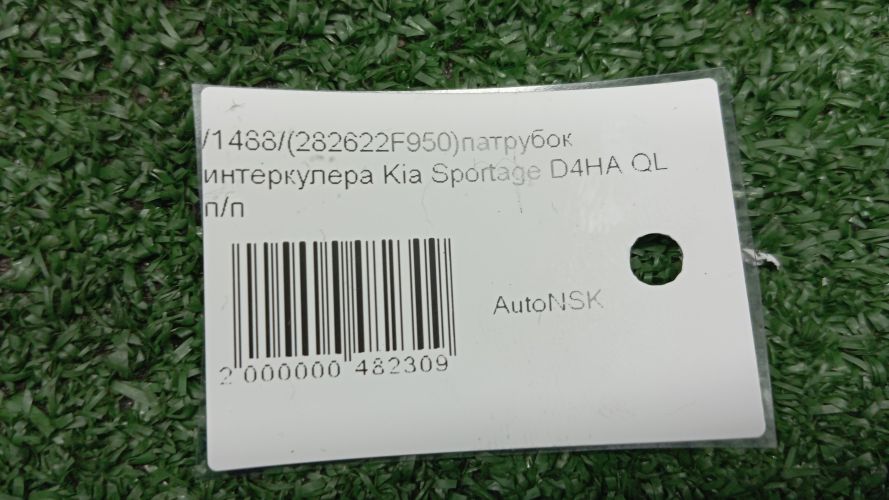 /1488/(282622F950)патрубок
интеркулера Kia Sportage D4HA QL
п/п
AutoNSK
2 000000 482309